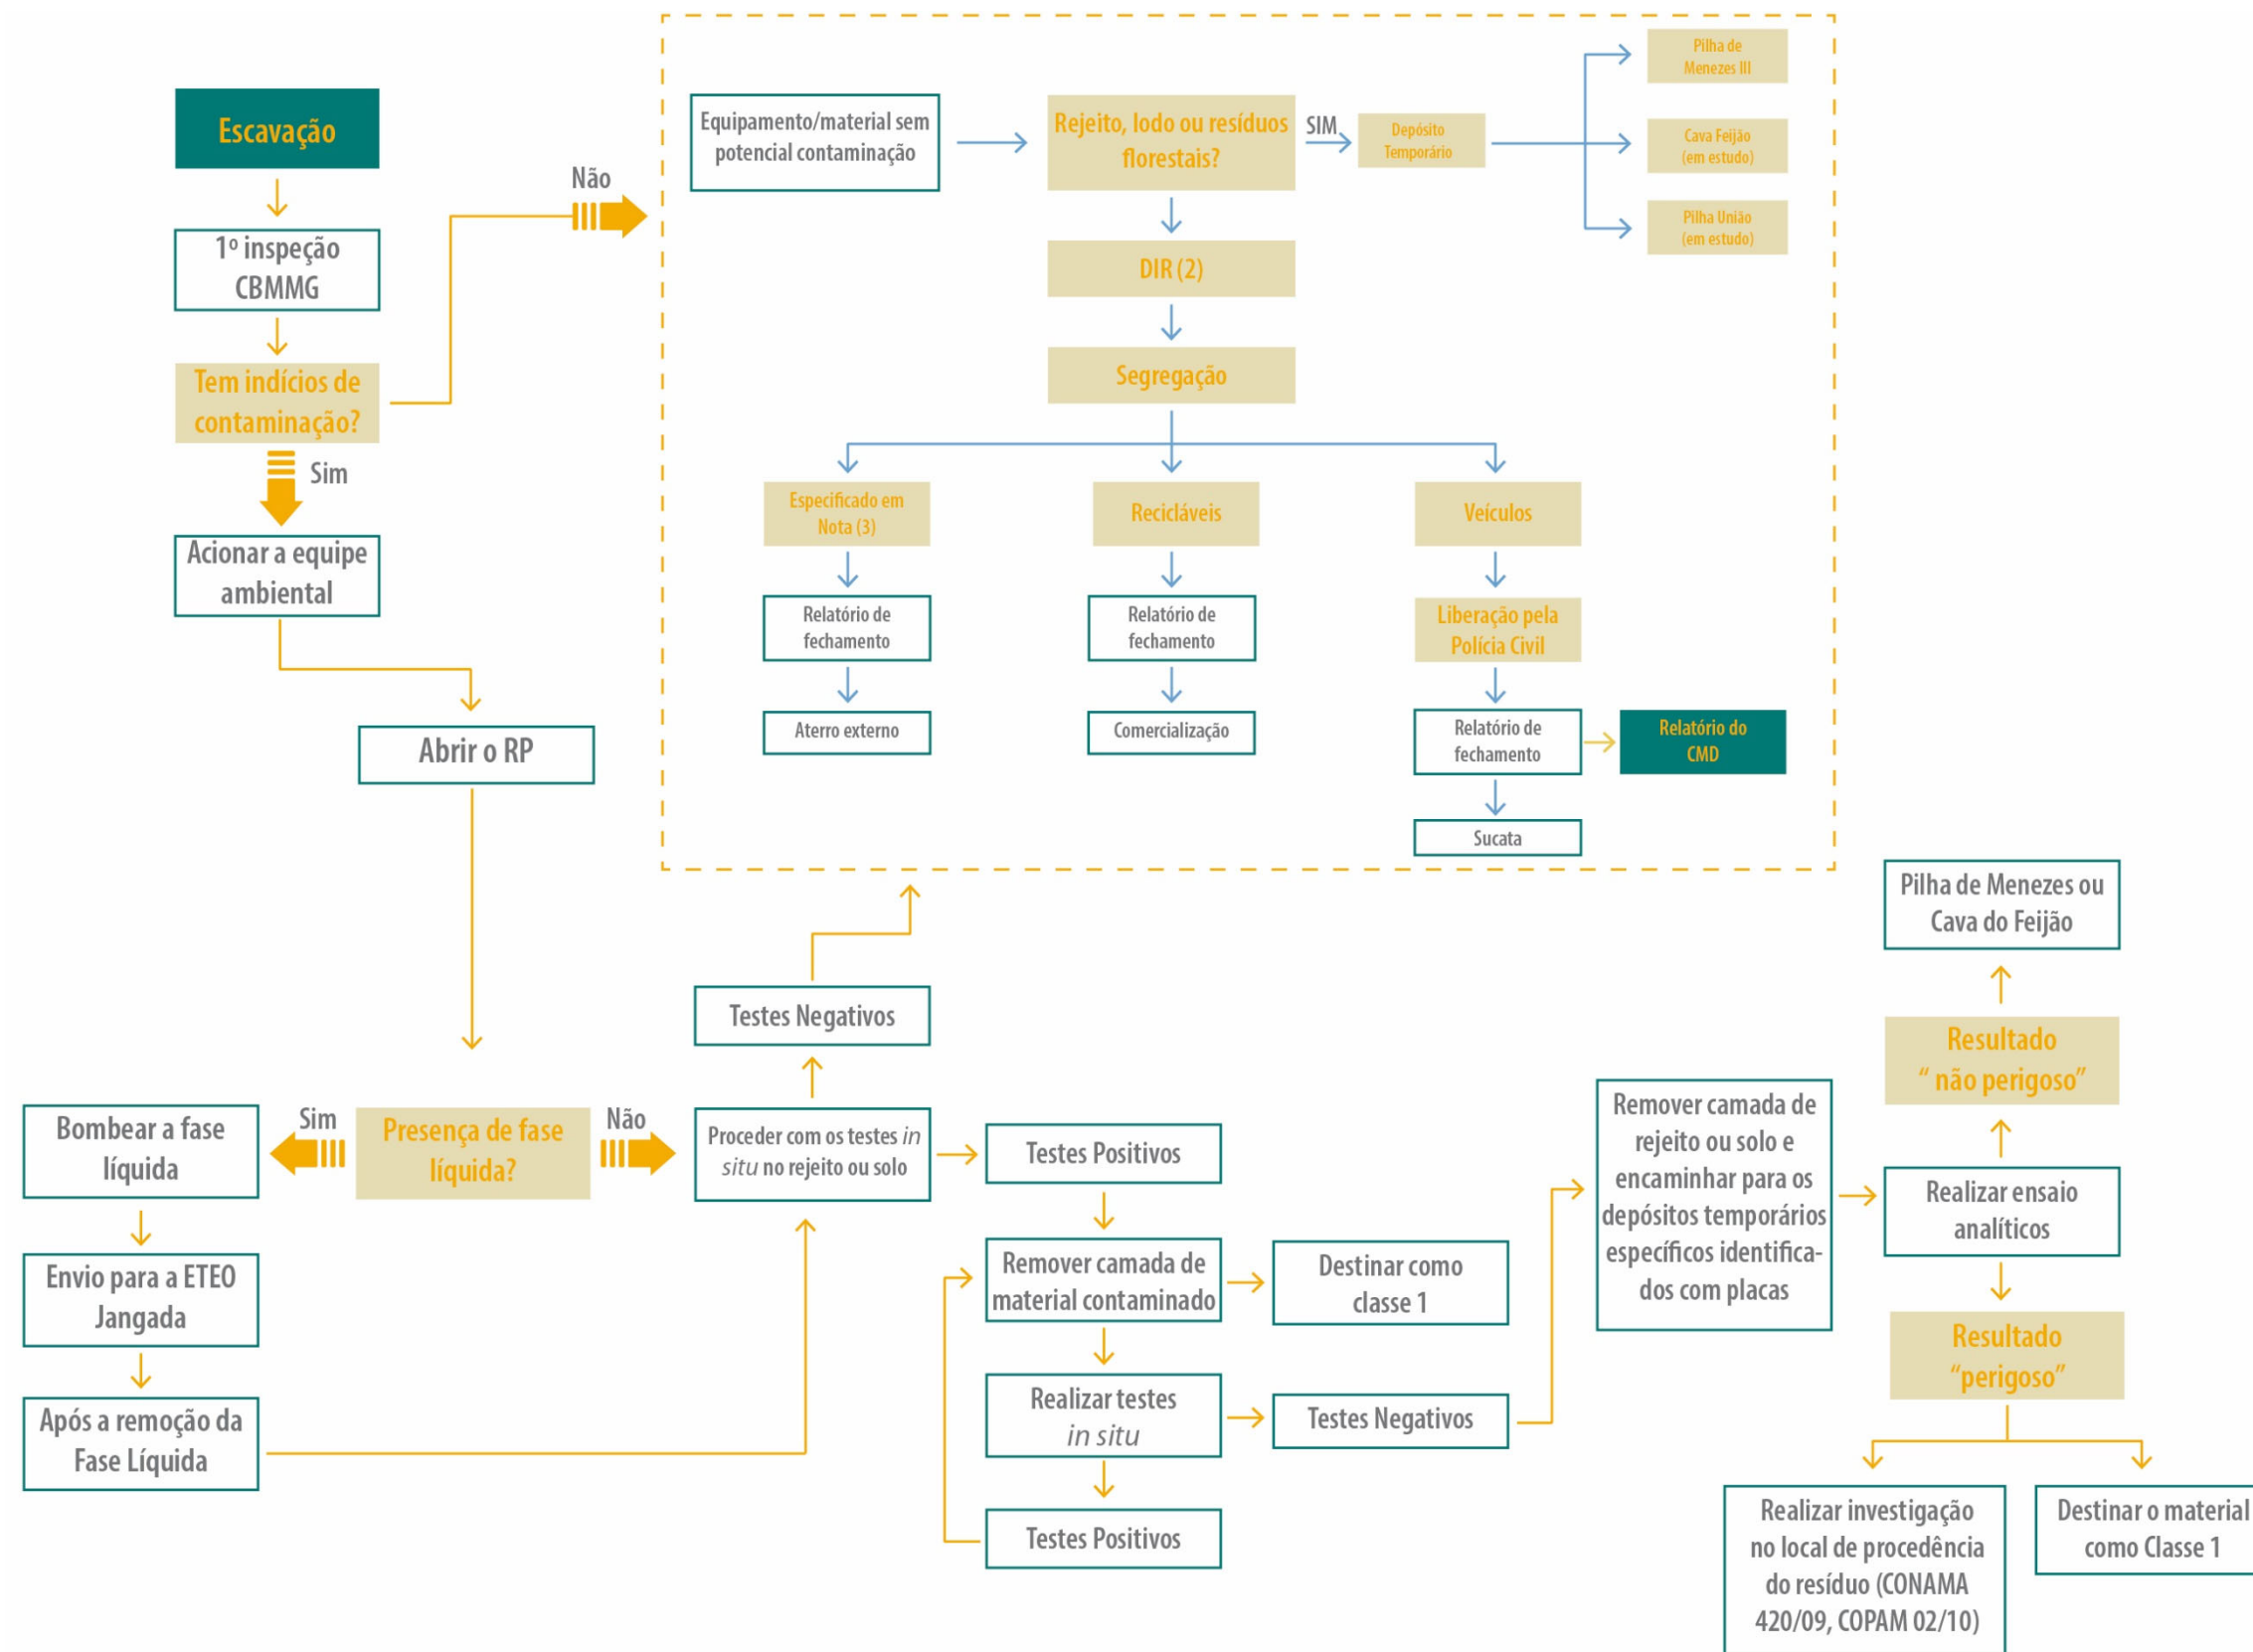 Escavação
1º inspeção
CBMMG
Tem indícios de
contaminação?
Não
Sim
Acionar a equipe
ambiental
Abrir o RP
Equipamento/material sem
potencial contaminação
Rejeito, lodo ou resíduos
florestais?
SIM
Depósito
Temporário
Pilha de
Menezes III
Cava Feijão
(em estudo)
Pilha União
(em estudo)
DIR (2)
Segregação
Especificado em
Nota (3)
Relatório de
fechamento
Aterro externo
Recicláveis
Relatório de
fechamento
Comercialização
Veículos
Liberação pela
Polícia Civil
Relatório de
fechamento
Relatório do
CMD
Sucata
Presença de fase
líquida?
Sim
Não
Bombear a fase
líquida
Envio para a ETEO
Jangada
Após a remoção da
Fase Líquida
Testes Negativos
Proceder com os testes in
situ no rejeito ou solo
Testes Positivos
Remover camada de
material contaminado
Destinar como
classe 1
Realizar testes
in situ
Testes Negativos
Testes Positivos
Remover camada de
rejeito ou solo e
encaminhar para os
depósitos temporários
específicos identifica-
dos com placas
Realizar ensaio
analíticos
Resultado
“ não perigoso”
Pilha de Menezes ou
Cava do Feijão
Resultado
“perigoso”
Realizar investigação
no local de procedência
do resíduo (CONAMA
420/09, COPAM 02/10)
Destinar o material
como Classe 1